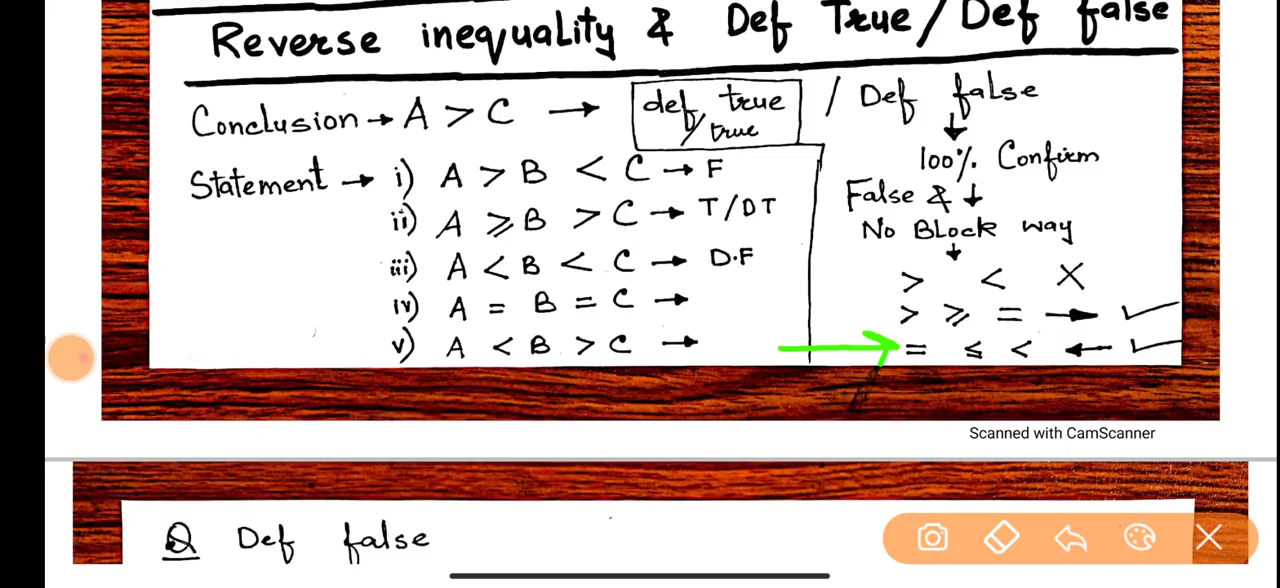 Reverse inequality & Def True / Def false
Conclusion → A > C → def true / true / Def false
↓
100% Confirm
False & ↓
No Block way
↓
> < X
> ⩾ = → ✓
= ≤ < ← ✓
Statement → i) A > B < C → F
ii) A ⩾ B > C → T/DT
iii) A < B < C → D.F
iv) A = B = C →
v) A < B > C →
Scanned with CamScanner
Q Def false